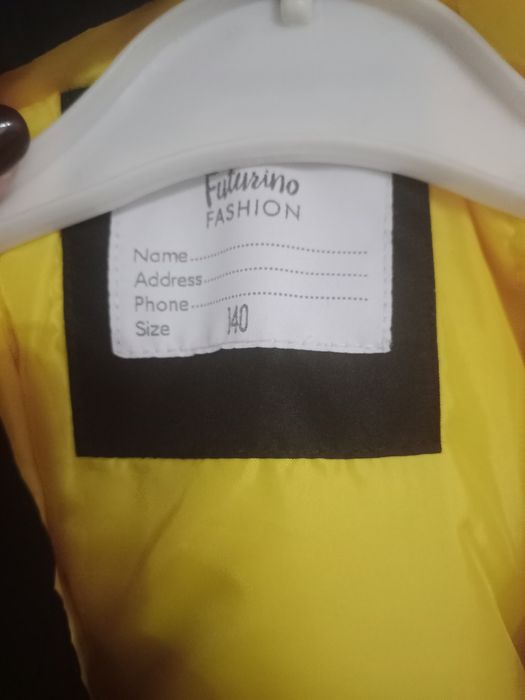 Futurino
FASHION
Name
Address
Phone
Size 140